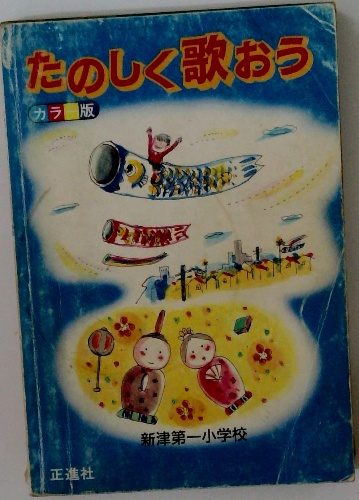 たのしく歌おう
カラー版
新津第一小学校
正進社